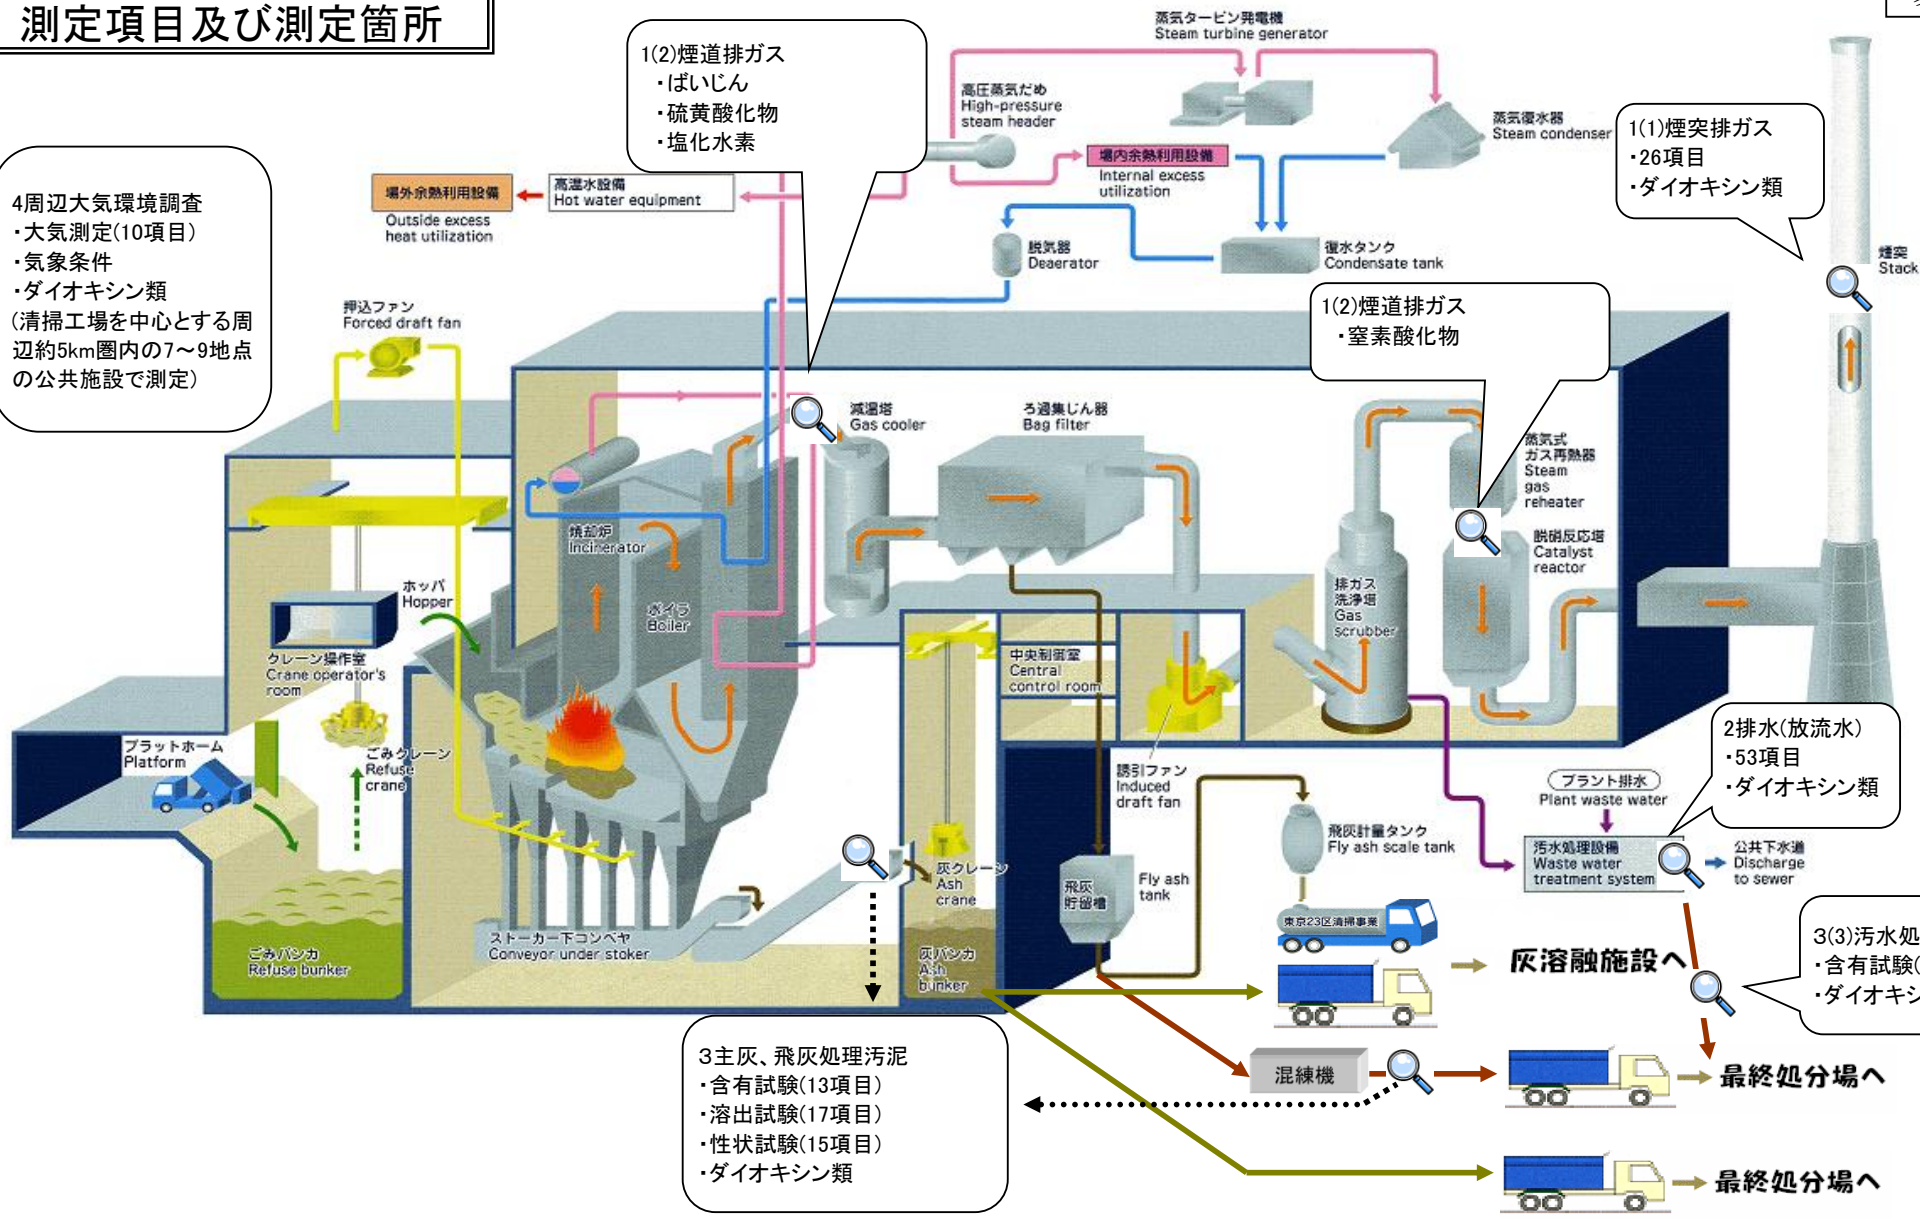 測定項目及び測定箇所
1(2)煙道排ガス
・ばいじん
・硫黄酸化物
・塩化水素
蒸気タービン発電機
Steam turbine generator
高圧蒸気だめ
High-pressure
steam header
蒸気復水器
Steam condenser
1(1)煙突排ガス
・26項目
・ダイオキシン類
場内余熱利用設備
Internal excess
utilization
場外余熱利用設備
Outside excess
heat utilization
高温水設備
Hot water equipment
4周辺大気環境調査
・大気測定(10項目)
・気象条件
・ダイオキシン類
(清掃工場を中心とする周
辺約5km圏内の7～9地点
の公共施設で測定)
脱気器
Deaerator
復水タンク
Condensate tank
煙突
Stack
押込ファン
Forced draft fan
1(2)煙道排ガス
・窒素酸化物
減温塔
Gas cooler
ろ過集じん器
Bag filter
蒸気式
ガス再熱器
Steam
gas
reheater
焼却炉
Incinerator
脱硝反応塔
Catalyst
reactor
ホッパ
Hopper
ボイラ
Boiler
排ガス
洗浄塔
Gas
scrubber
クレーン操作室
Crane operator's
room
中央制御室
Central
control room
プラットホーム
Platform
ごみクレーン
Refuse
crane
誘引ファン
Induced
draft fan
プラント排水
Plant waste water
2排水(放流水)
・53項目
・ダイオキシン類
飛灰計量タンク
Fly ash scale tank
汚水処理設備
Waste water
treatment system
公共下水道
Discharge
to sewer
灰クレーン
Ash
crane
飛灰
貯留槽
Fly ash
tank
東京23区清掃事業
ストーカー下コンベヤ
Conveyor under stoker
ごみバンカ
Refuse bunker
灰バンカ
Ash
bunker
灰溶融施設へ
3(3)汚水処
・含有試験(
・ダイオキシ
3主灰、飛灰処理汚泥
・含有試験(13項目)
・溶出試験(17項目)
・性状試験(15項目)
・ダイオキシン類
混練機
最終処分場へ
最終処分場へ